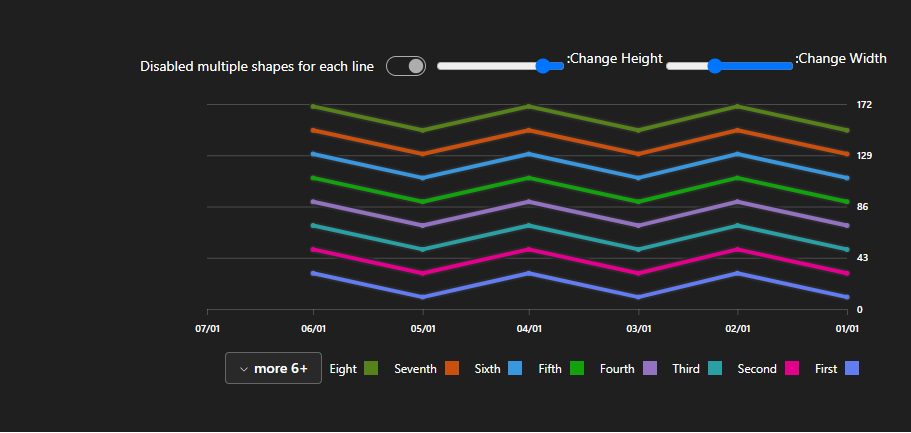 Disabled multiple shapes for each line
:Change Height
:Change Width
172
129
86
43
0
07/01 06/01 05/01 04/01 03/01 02/01 01/01
more 6+ Eight Seventh Sixth Fifth Fourth Third Second First